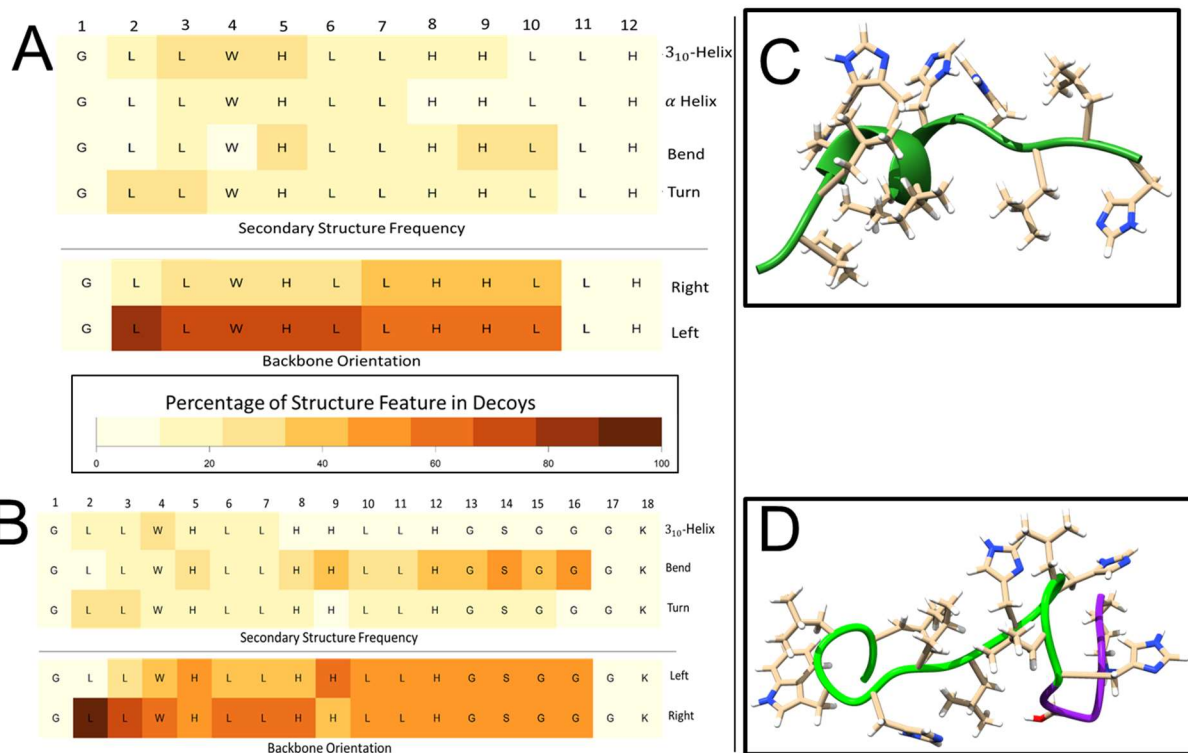 A
1 2 3 4 5 6 7 8 9 10 11 12
G L L W H L L H H L L H 3₁₀-Helix
G L L W H L L H H L L H α Helix
G L L W H L L H H L L H Bend
G L L W H L L H H L L H Turn
Secondary Structure Frequency
G L L W H L L H H L L H Right
G L L W H L L H H L L H Left
Backbone Orientation
Percentage of Structure Feature in Decoys
0 20 40 60 80 100
B
1 2 3 4 5 6 7 8 9 10 11 12 13 14 15 16 17 18
G L L W H L L H H L L H G S G G G K 3₁₀-Helix
G L L W H L L H H L L H G S G G G K Bend
G L L W H L L H H L L H G S G G G K Turn
Secondary Structure Frequency
G L L W H L L H H L L H G S G G G K Left
G L L W H L L H H L L H G S G G G K Right
Backbone Orientation
C
D